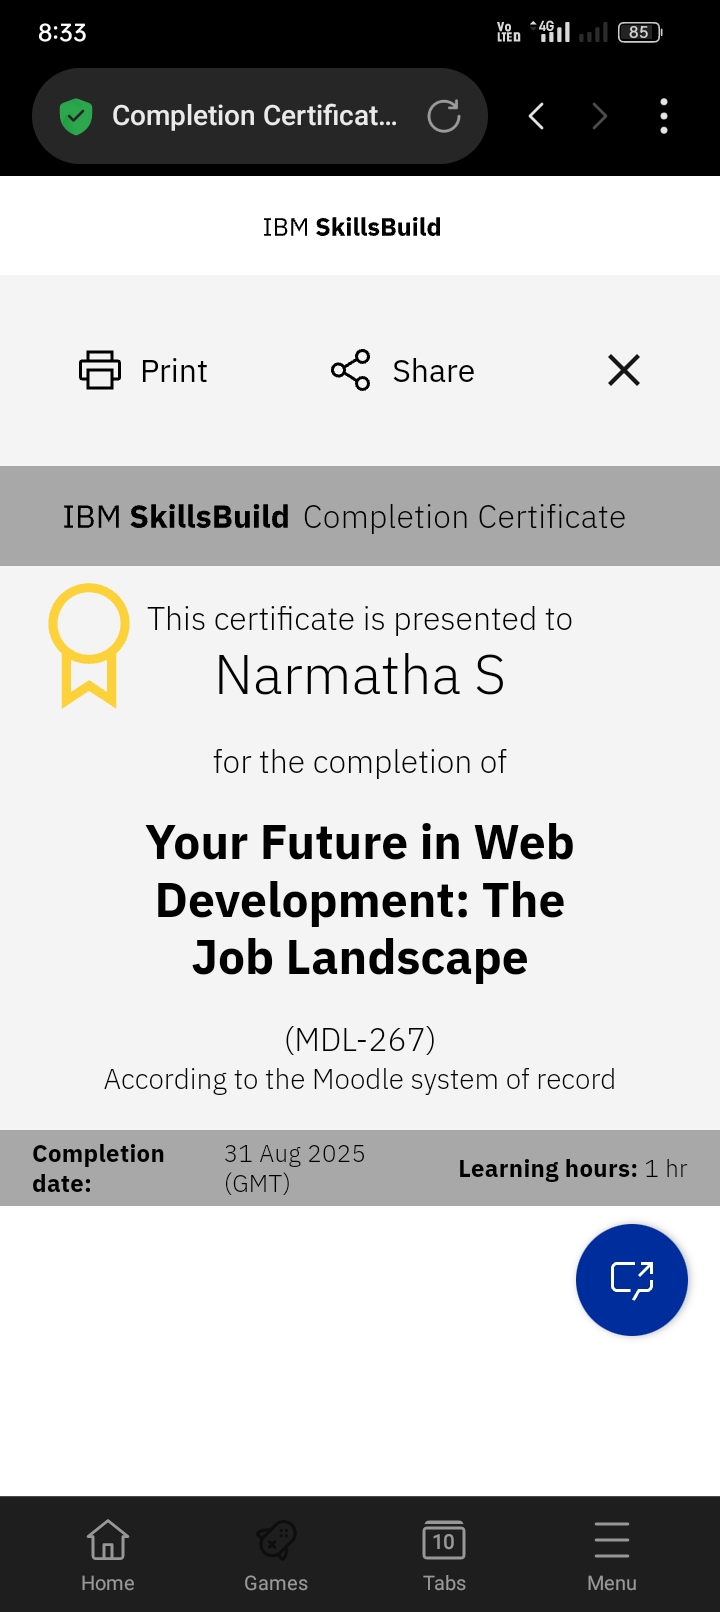 8:33
Vo LTED 4G 85
Completion Certificat...
IBM SkillsBuild
Print Share
IBM SkillsBuild Completion Certificate
This certificate is presented to
Narmatha S
for the completion of
Your Future in Web
Development: The
Job Landscape
(MDL-267)
According to the Moodle system of record
Completion date: 31 Aug 2025 (GMT) Learning hours: 1 hr
10
Home Games Tabs Menu